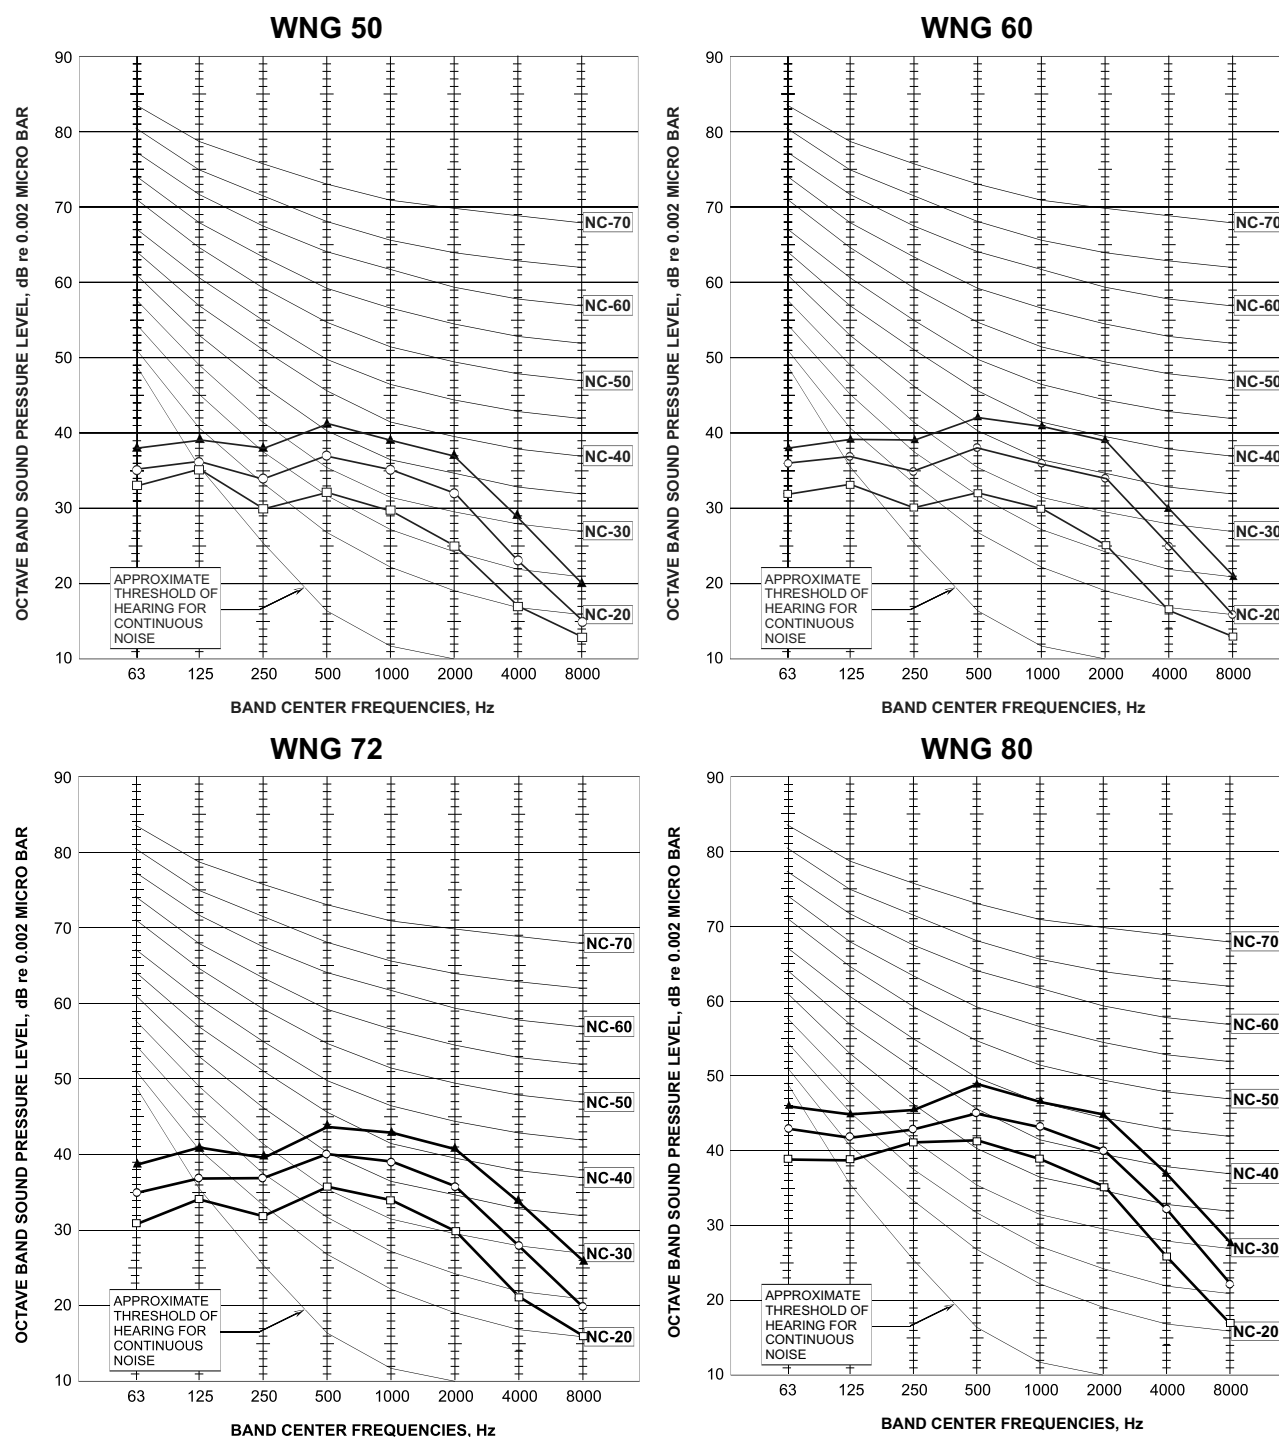 WNG 50
OCTAVE BAND SOUND PRESSURE LEVEL, dB re 0.002 MICRO BAR
90
80
70
60
50
40
30
20
10
NC-70
NC-60
NC-50
NC-40
NC-30
NC-20
APPROXIMATE
THRESHOLD OF
HEARING FOR
CONTINUOUS
NOISE
63 125 250 500 1000 2000 4000 8000
BAND CENTER FREQUENCIES, Hz
WNG 60
OCTAVE BAND SOUND PRESSURE LEVEL, dB re 0.002 MICRO BAR
90
80
70
60
50
40
30
20
10
NC-70
NC-60
NC-50
NC-40
NC-30
NC-20
APPROXIMATE
THRESHOLD OF
HEARING FOR
CONTINUOUS
NOISE
63 125 250 500 1000 2000 4000 8000
BAND CENTER FREQUENCIES, Hz
WNG 72
OCTAVE BAND SOUND PRESSURE LEVEL, dB re 0.002 MICRO BAR
90
80
70
60
50
40
30
20
10
NC-70
NC-60
NC-50
NC-40
NC-30
NC-20
APPROXIMATE
THRESHOLD OF
HEARING FOR
CONTINUOUS
NOISE
63 125 250 500 1000 2000 4000 8000
BAND CENTER FREQUENCIES, Hz
WNG 80
OCTAVE BAND SOUND PRESSURE LEVEL, dB re 0.002 MICRO BAR
90
80
70
60
50
40
30
20
10
NC-70
NC-60
NC-50
NC-40
NC-30
NC-20
APPROXIMATE
THRESHOLD OF
HEARING FOR
CONTINUOUS
NOISE
63 125 250 500 1000 2000 4000 8000
BAND CENTER FREQUENCIES, Hz